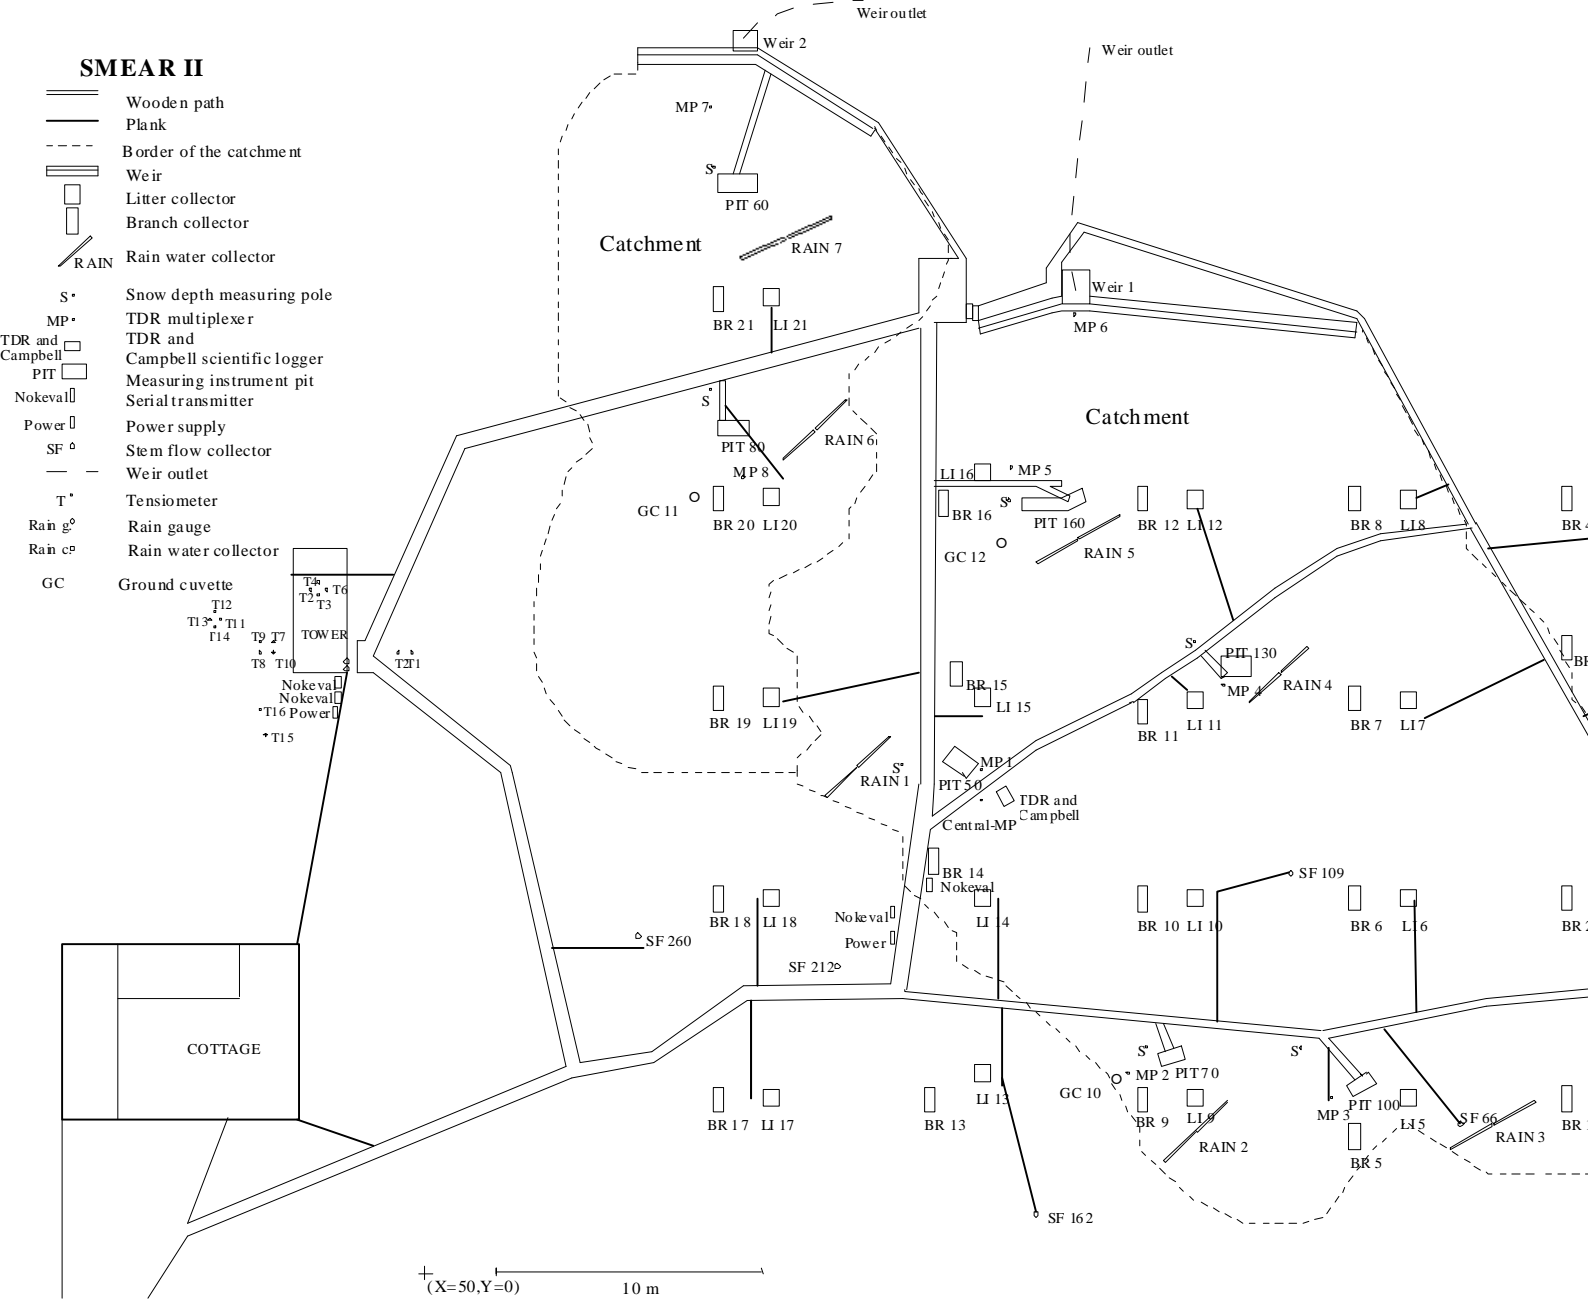 Weir outlet
Weir 2
Weir outlet
SMEAR II
Wooden path
Plank
Border of the catchment
Weir
Litter collector
Branch collector
RAIN Rain water collector
S Snow depth measuring pole
MP TDR multiplexer
TDR and
Campbell
TDR and
Campbell scientific logger
PIT Measuring instrument pit
Nokeval Serial transmitter
Power Power supply
SF Stem flow collector
Weir outlet
T Tensiometer
Rain g. Rain gauge
Rain c. Rain water collector
GC Ground cuvette
MP 7
S
PIT 60
Catchment
RAIN 7
BR 21
LI 21
Weir 1
MP 6
Catchment
S
PIT 80
RAIN 6
MP 8
GC 11
BR 20
LI 20
LI 16
MP 5
S
BR 16
PIT 160
GC 12
RAIN 5
BR 12
LI 12
BR 8
LI 8
BR 4
T4
T6
T2
T3
T12
T13
T11
T14
TOWER
T9
T7
T8
T10
T2
T1
Nokeval
Nokeval
Power
T16
T15
BR 19
LI 19
BR 15
LI 15
S
PIT 130
MP 4
RAIN 4
BR 11
LI 11
BR 7
LI 7
BR
S
RAIN 1
MP 1
PIT 50
TDR and
Campbell
Central-MP
BR 14
Nokeval
LI 14
BR 18
LI 18
Nokeval
Power
SF 260
SF 212
SF 109
BR 10
LI 10
BR 6
LI 6
BR 2
COTTAGE
S
MP 2
PIT 70
GC 10
S
MP 3
PIT 100
BR 17
LI 17
BR 13
LI 13
BR 9
LI 9
RAIN 2
LI 5
BR 5
SF 66
RAIN 3
BR
SF 162
(X=50,Y=0)
10 m